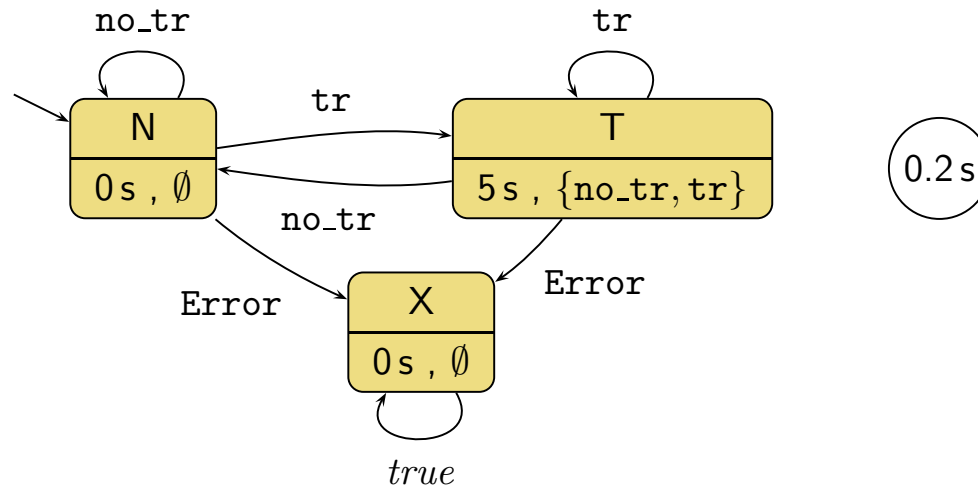 no_tr
tr
tr
N
T
0 s , ∅
5 s , {no_tr, tr}
0.2 s
no_tr
Error
Error
X
0 s , ∅
true